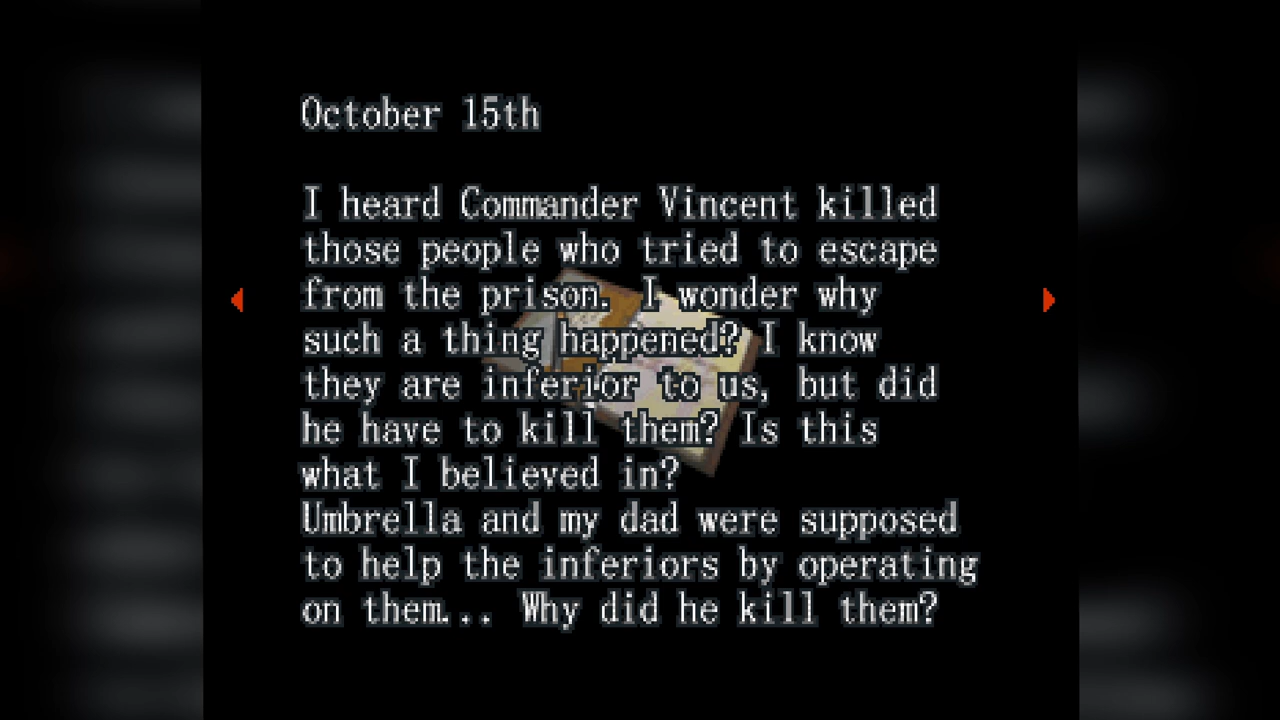 October 15th
I heard Commander Vincent killed
those people who tried to escape
from the prison. I wonder why
such a thing happened? I know
they are inferior to us, but did
he have to kill them? Is this
what I believed in?
Umbrella and my dad were supposed
to help the inferiors by operating
on them... Why did he kill them?